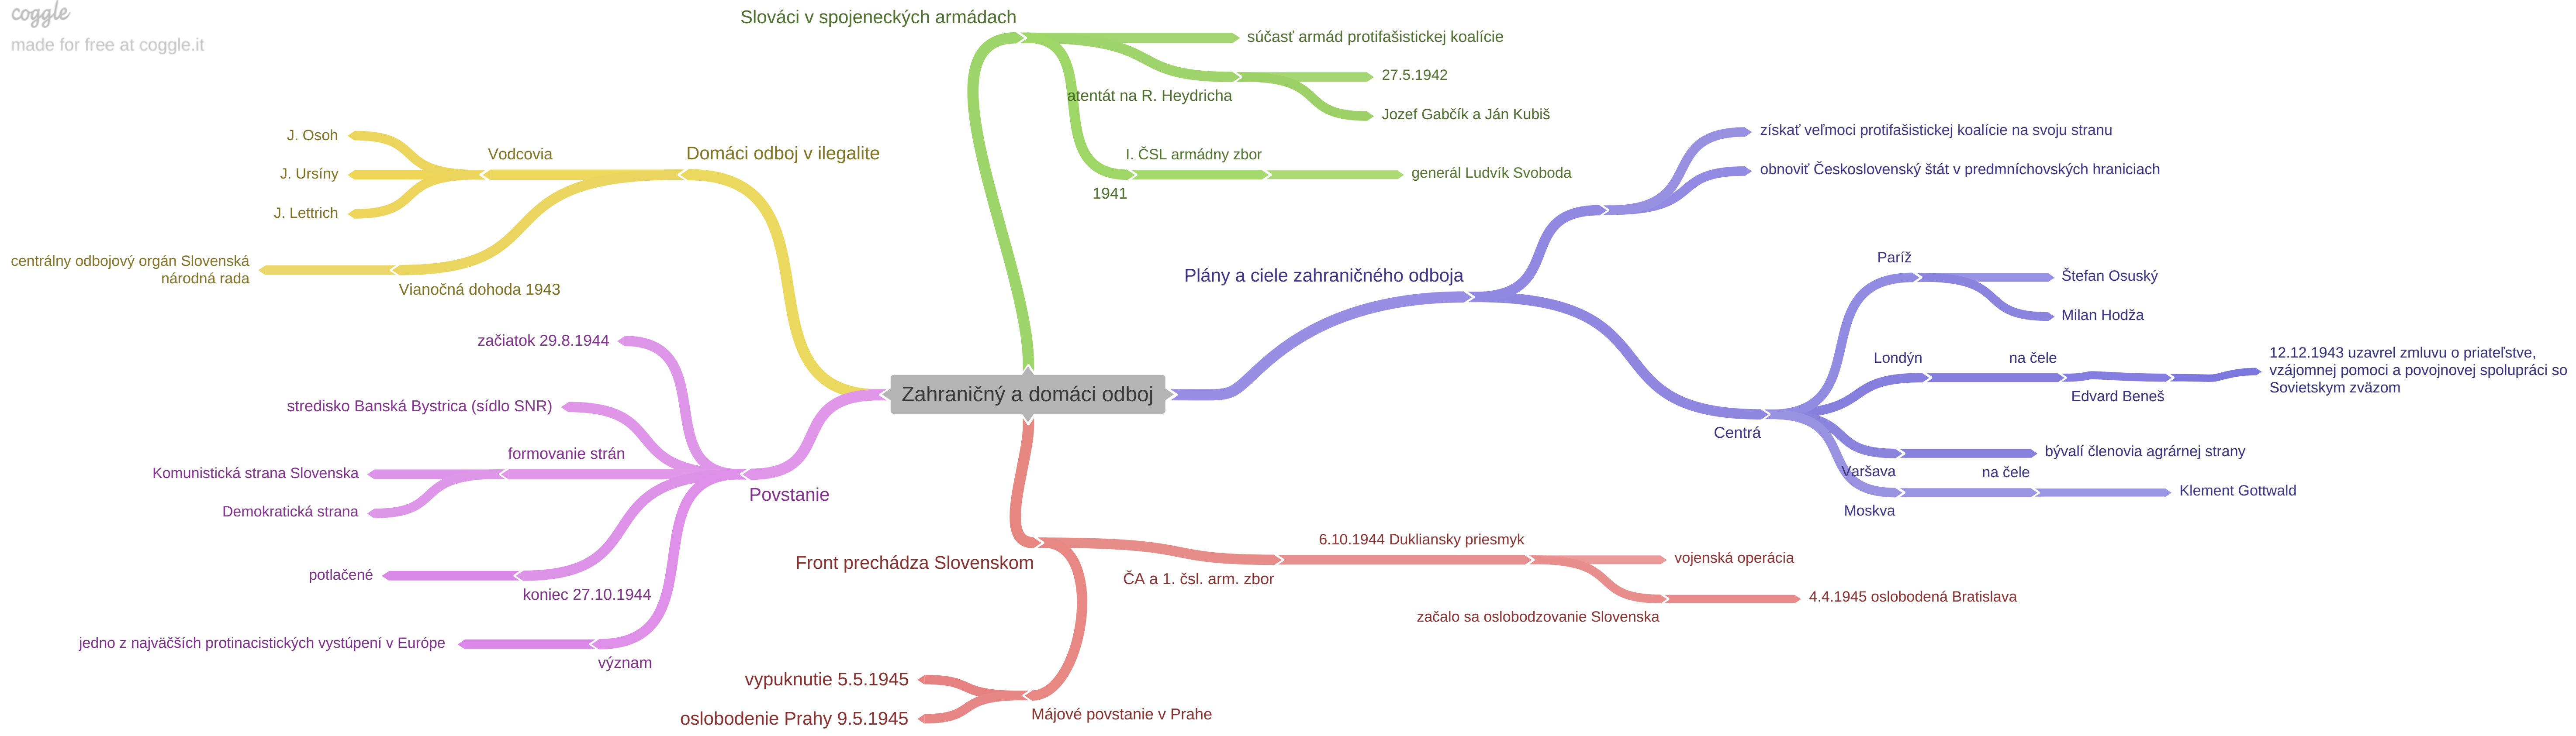 coggle
made for free at coggle.it
Zahraničný a domáci odboj
Slováci v spojeneckých armádach
súčasť armád protifašistickej koalície
atentát na R. Heydricha
27.5.1942
Jozef Gabčík a Ján Kubiš
1941
I. ČSL armádny zbor
generál Ludvík Svoboda
Plány a ciele zahraničného odboja
získať veľmoci protifašistickej koalície na svoju stranu
obnoviť Československý štát v predmníchovských hraniciach
Centrá
Paríž
Štefan Osuský
Milan Hodža
Londýn
na čele
Edvard Beneš
12.12.1943 uzavrel zmluvu o priateľstve,
vzájomnej pomoci a povojnovej spolupráci so
Sovietskym zväzom
Varšava
bývalí členovia agrárnej strany
Moskva
na čele
Klement Gottwald
Front prechádza Slovenskom
ČA a 1. čsl. arm. zbor
6.10.1944 Dukliansky priesmyk
vojenská operácia
začalo sa oslobodzovanie Slovenska
4.4.1945 oslobodená Bratislava
Májové povstanie v Prahe
vypuknutie 5.5.1945
oslobodenie Prahy 9.5.1945
Domáci odboj v ilegalite
Vodcovia
J. Osoh
J. Ursíny
J. Lettrich
Vianočná dohoda 1943
centrálny odbojový orgán Slovenská
národná rada
Povstanie
začiatok 29.8.1944
stredisko Banská Bystrica (sídlo SNR)
formovanie strán
Komunistická strana Slovenska
Demokratická strana
koniec 27.10.1944
potlačené
význam
jedno z najväčších protinacistických vystúpení v Európe